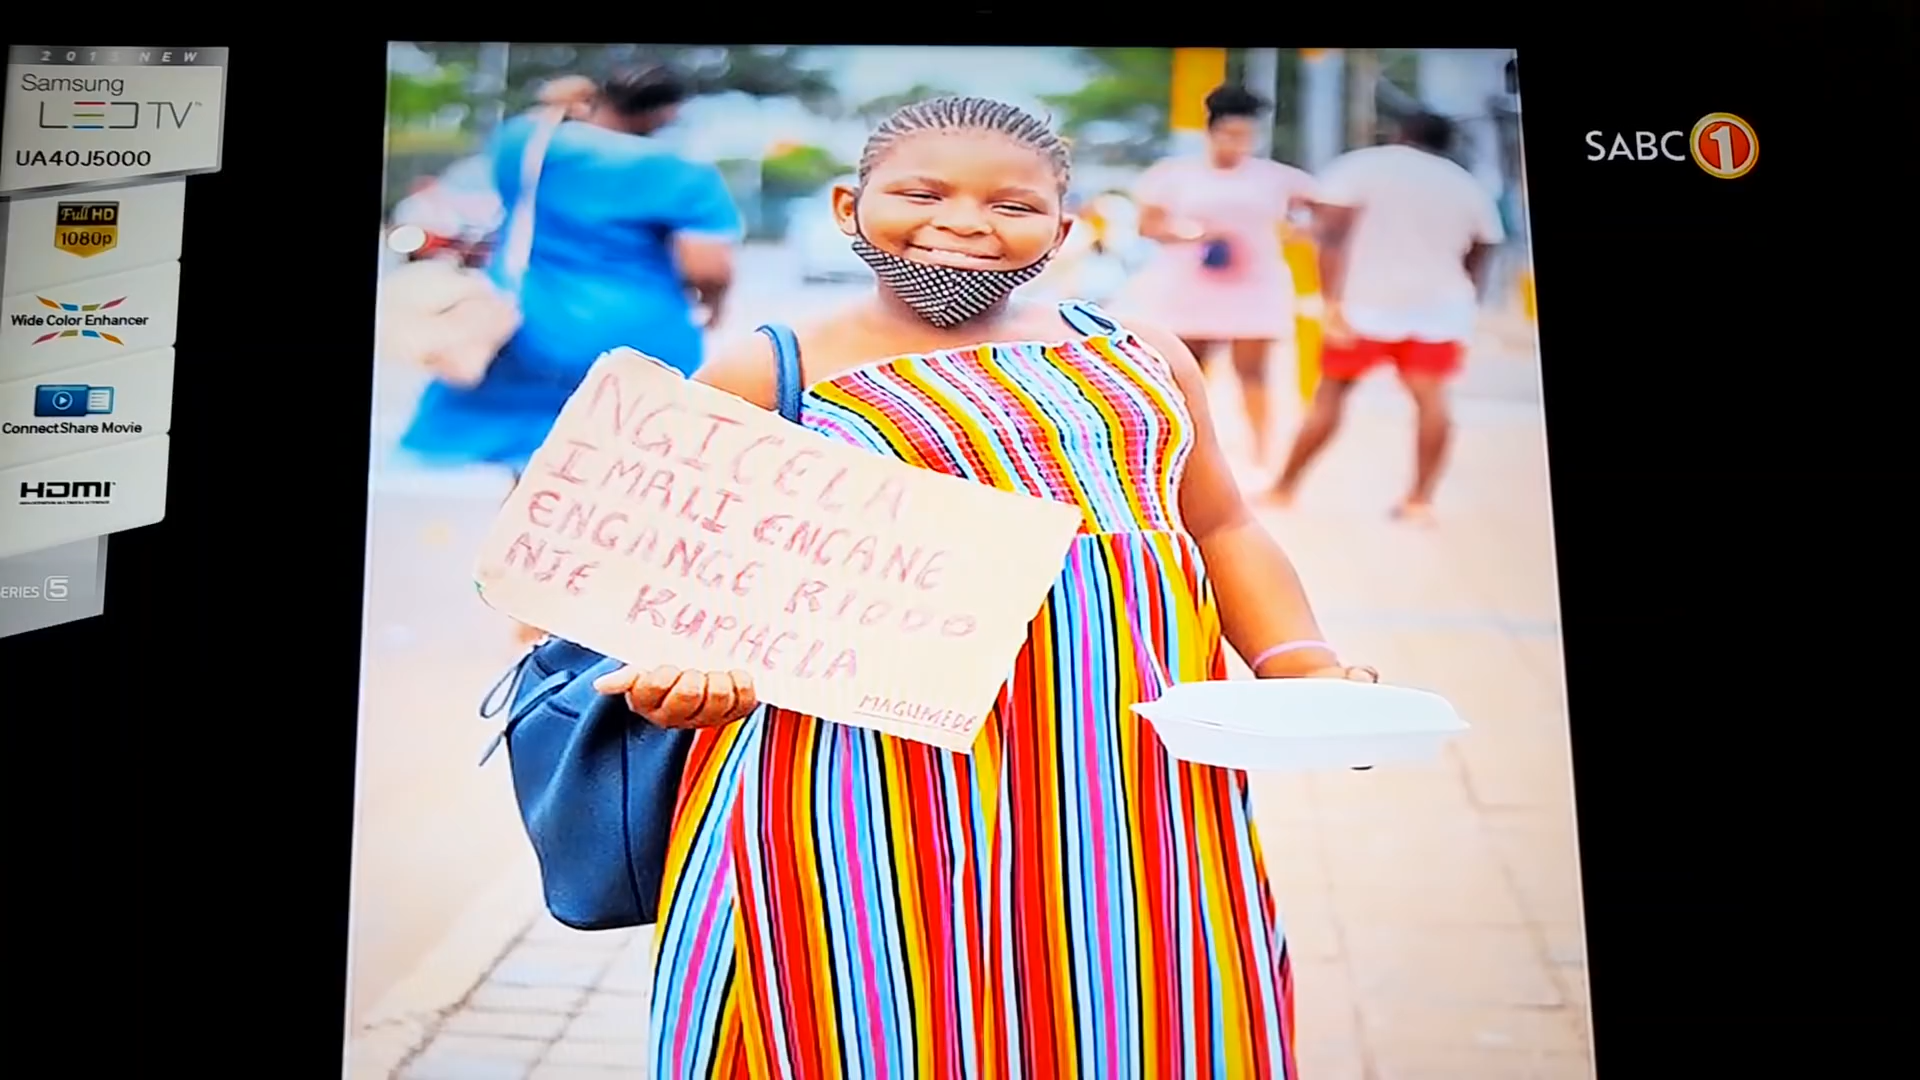 2015 NEW
Samsung
LED TV
UA40J5000
Full HD
1080p
Wide Color Enhancer
ConnectShare Movie
HDMI
SERIES 5
SABC 1
NGICELA
IMALI ENCANE
ENGANGE R1000
NJE KUPHELA
MAGUMEDE